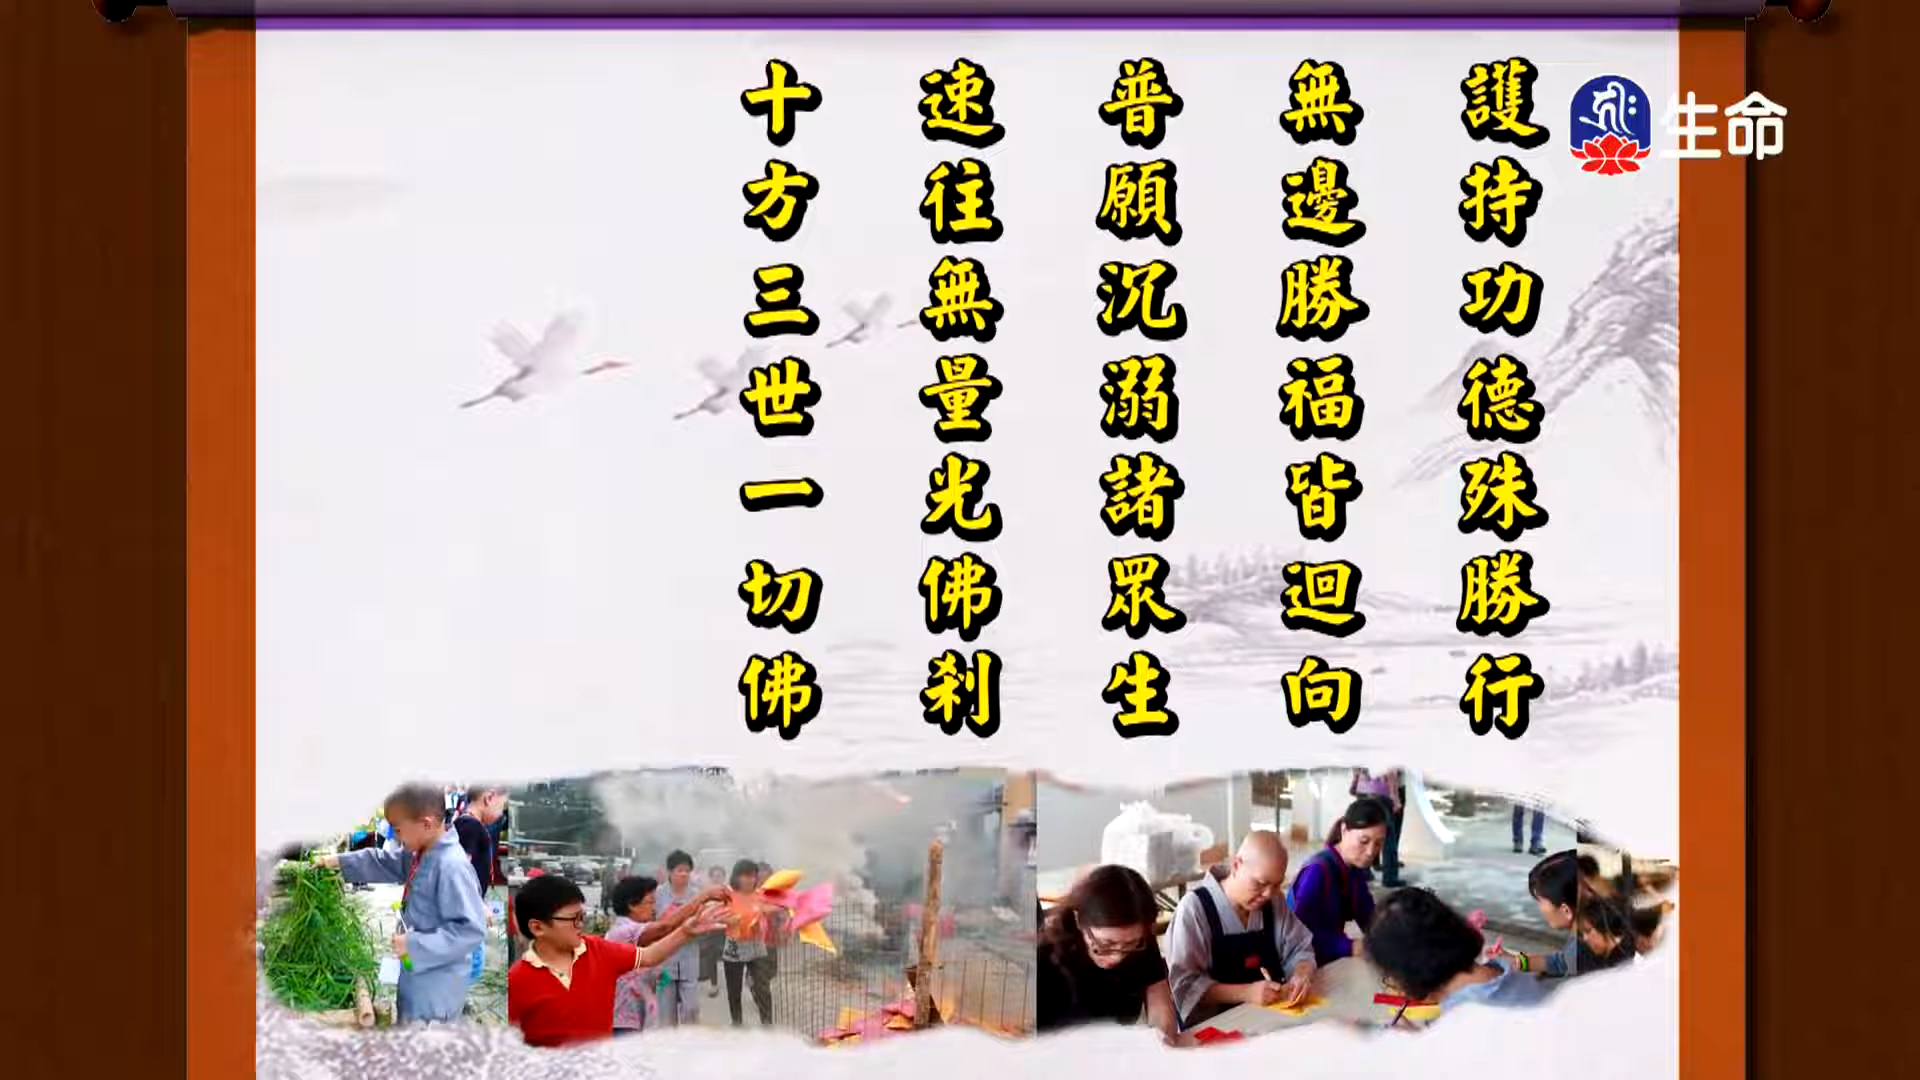 護持功德殊勝行
無邊勝福皆迴向
普願沉溺諸眾生
速往無量光佛剎
十方三世一切佛
生命